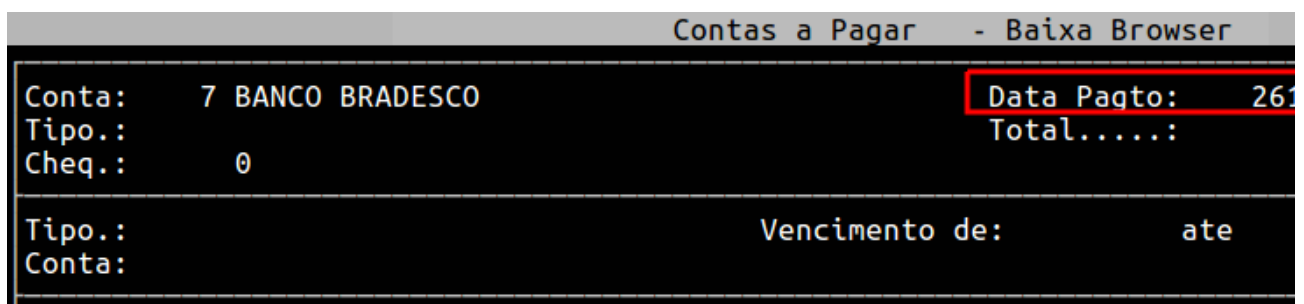 Contas a Pagar - Baixa Browser
Conta: 7 BANCO BRADESCO Data Pagto: 261
Tipo.: Total.....:
Cheq.: 0
Tipo.: Vencimento de: ate
Conta: